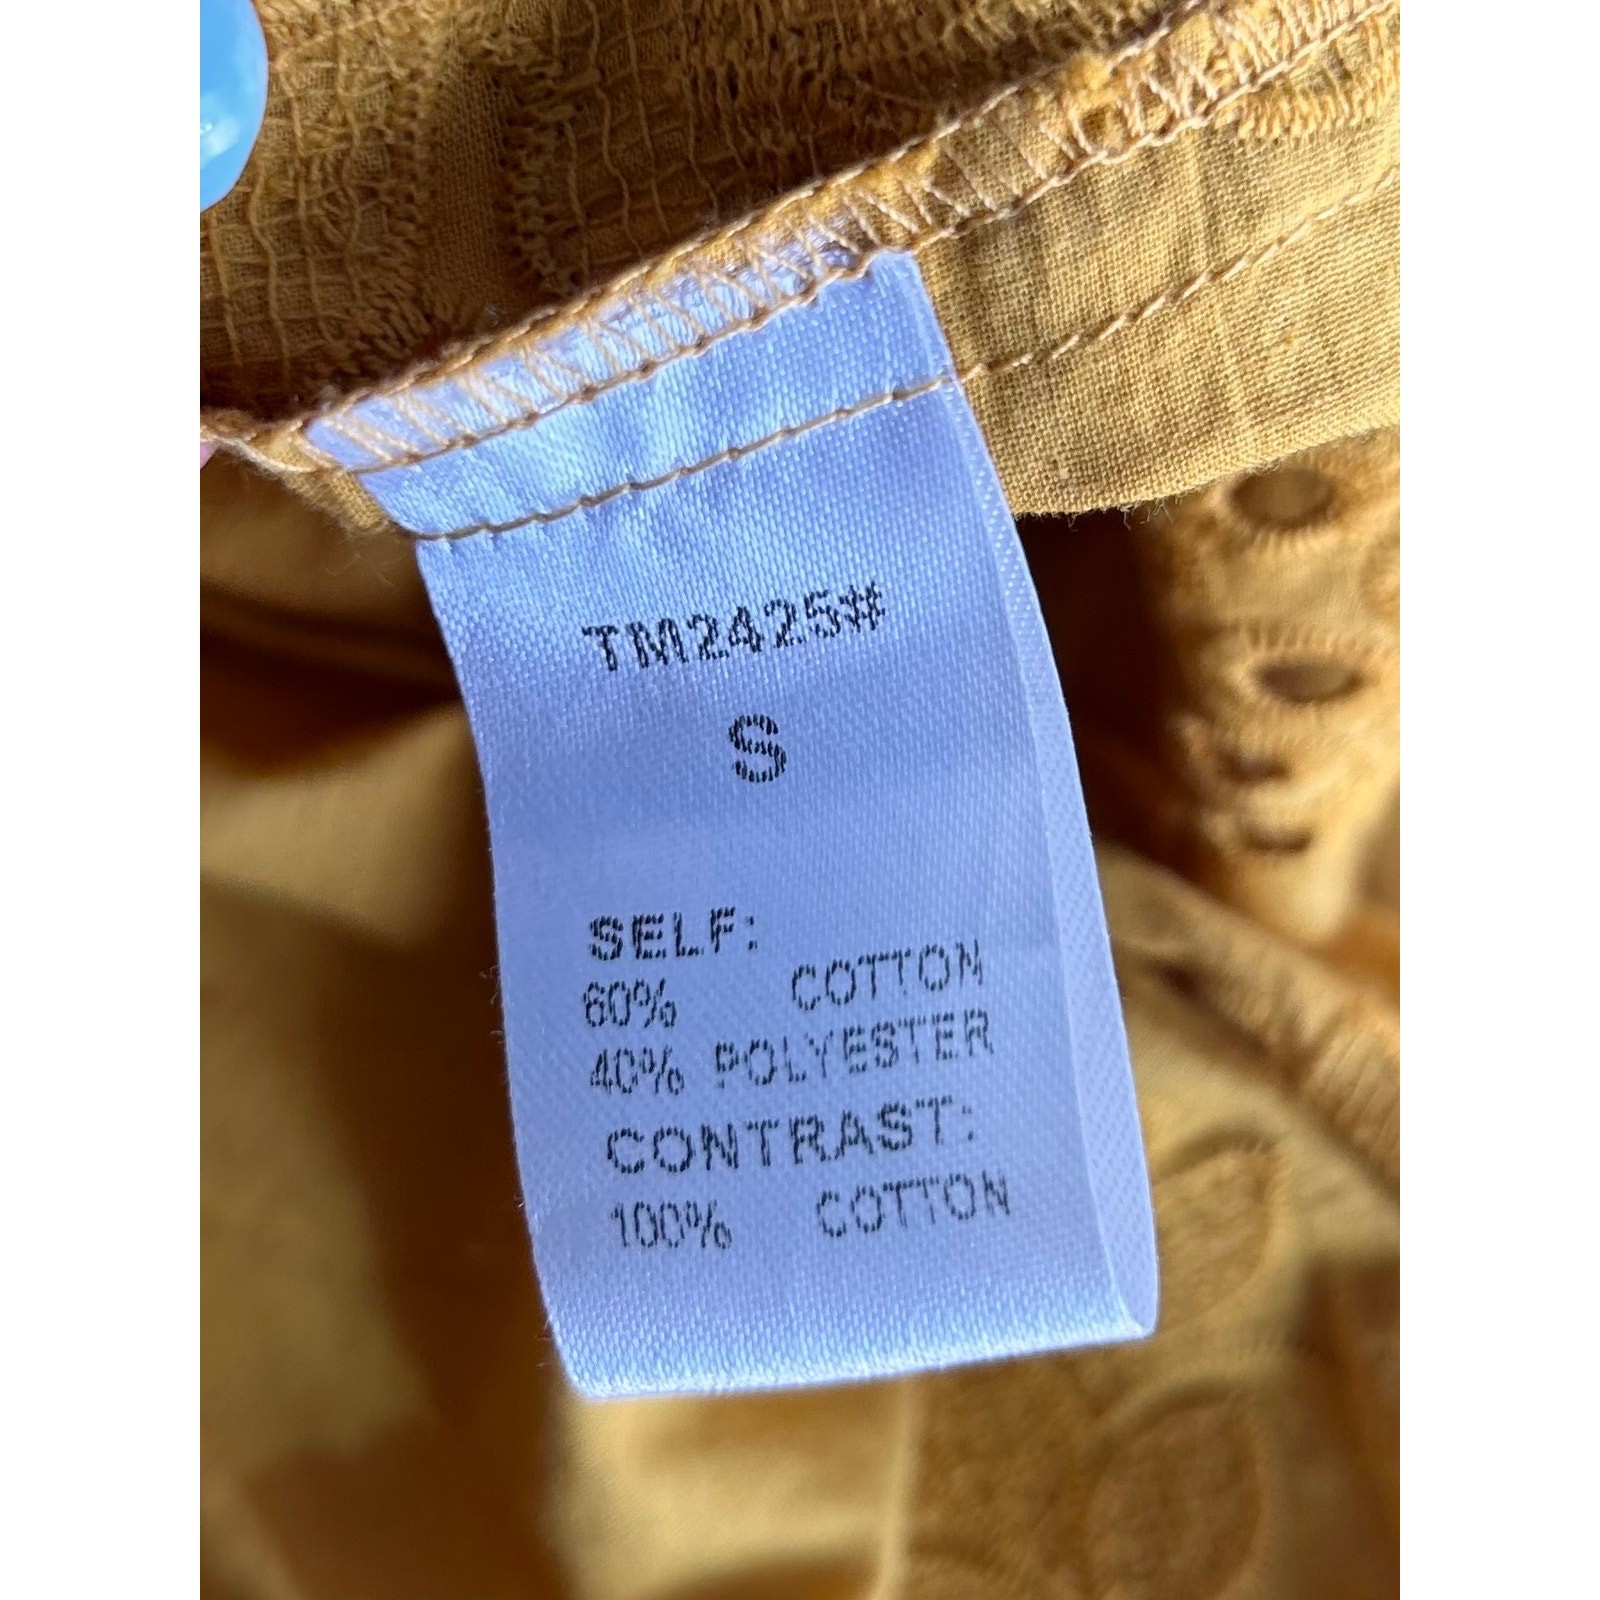 TM2425#
S
SELF:
60% COTTON
40% POLYESTER
CONTRAST:
100% COTTON